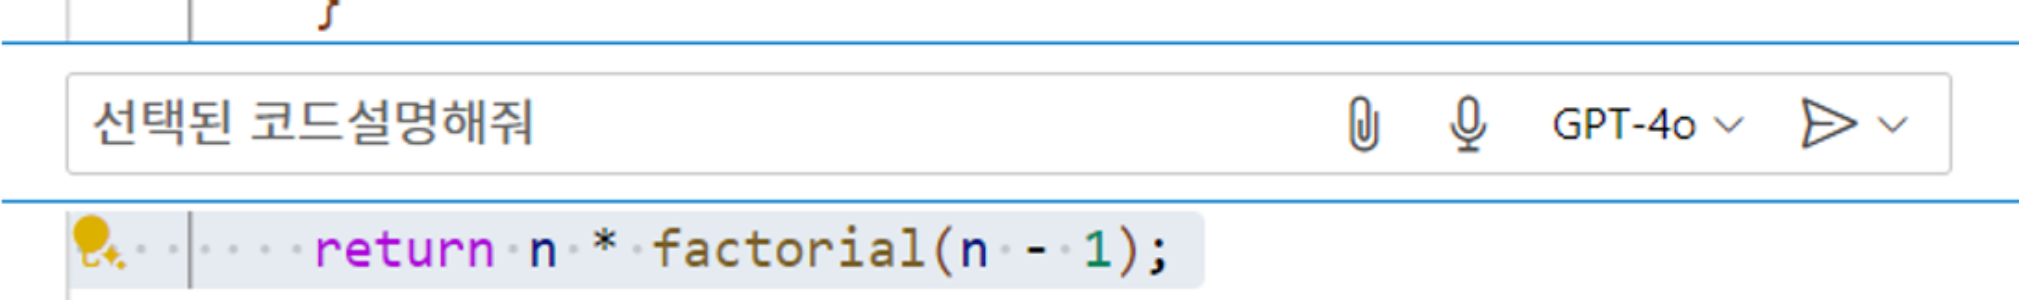 }
선택된 코드설명해줘 GPT-4o
return n * factorial(n - 1);